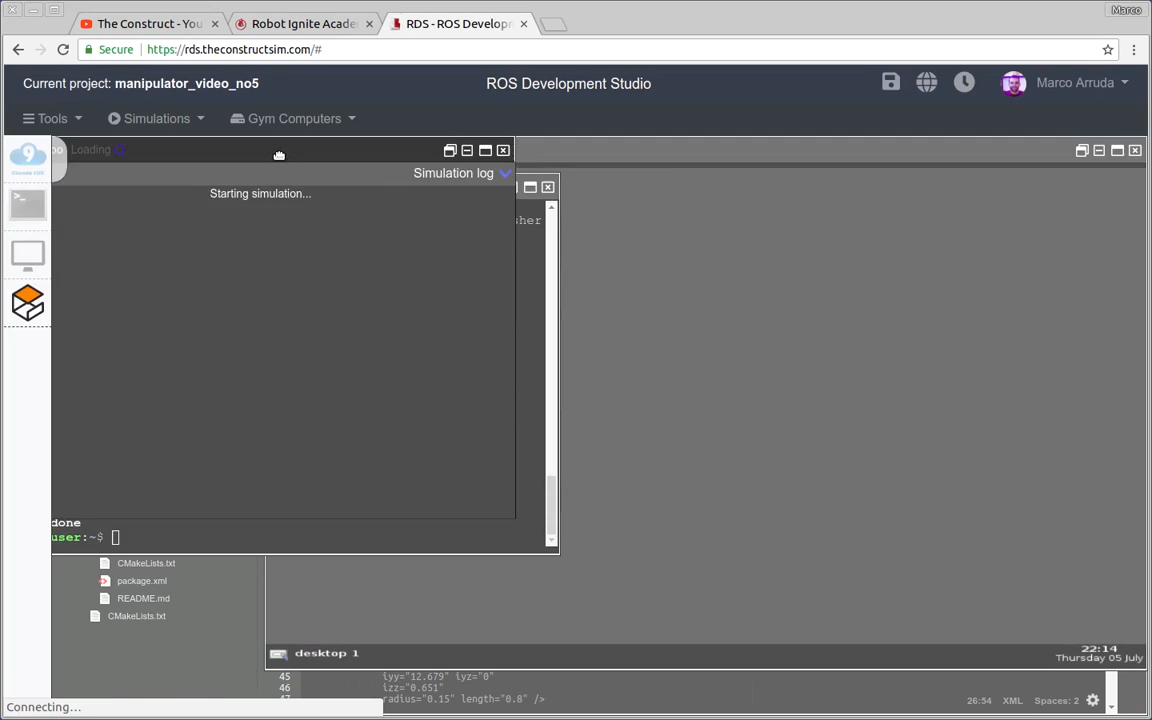 Marco
The Construct - You
Robot Ignite Acade
RDS - ROS Developm
Secure
https://rds.theconstructsim.com/#
Current project: manipulator_video_no5
ROS Development Studio
Marco Arruda
Tools
Simulations
Gym Computers
Loading
Simulation log
Starting simulation...
sher
done
user:~$
CMakeLists.txt
package.xml
README.md
CMakeLists.txt
desktop 1
22:14
Thursday 05 July
45 iyy="12.679" iyz="0"
46 izz="0.651"
radius="0.15" length="0.8" />
26:54 XML Spaces: 2
Connecting...